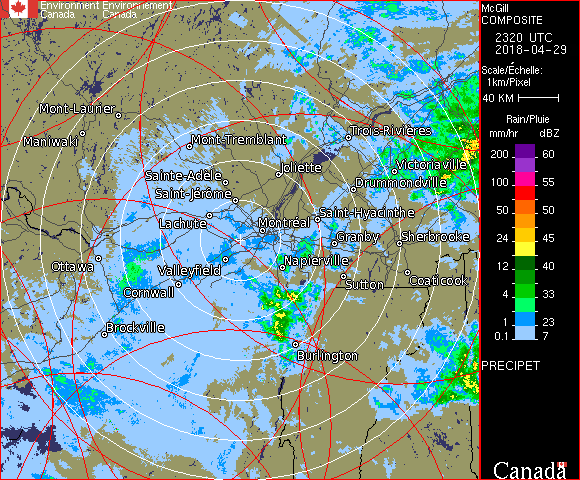 Environment Environnement
Canada Canada
McGill
COMPOSITE
2320 UTC
2018-04-29
Scale/Échelle:
1km/Pixel
40 KM
Rain/Pluie
mm/hr dBZ
200 60
100 55
50 50
24 45
12 40
4 33
1 23
0.1 7
PRECIPET
Canada
Mont-Laurier
Maniwaki
Mont-Tremblant
Trois-Rivières
Sainte-Adèle
Joliette
Victoriaville
Saint-Jérôme
Drummondville
Lachute
Montréal
Saint-Hyacinthe
Granby
Sherbrooke
Ottawa
Valleyfield
Napierville
Cornwall
Sutton
Coaticook
Brockville
Burlington